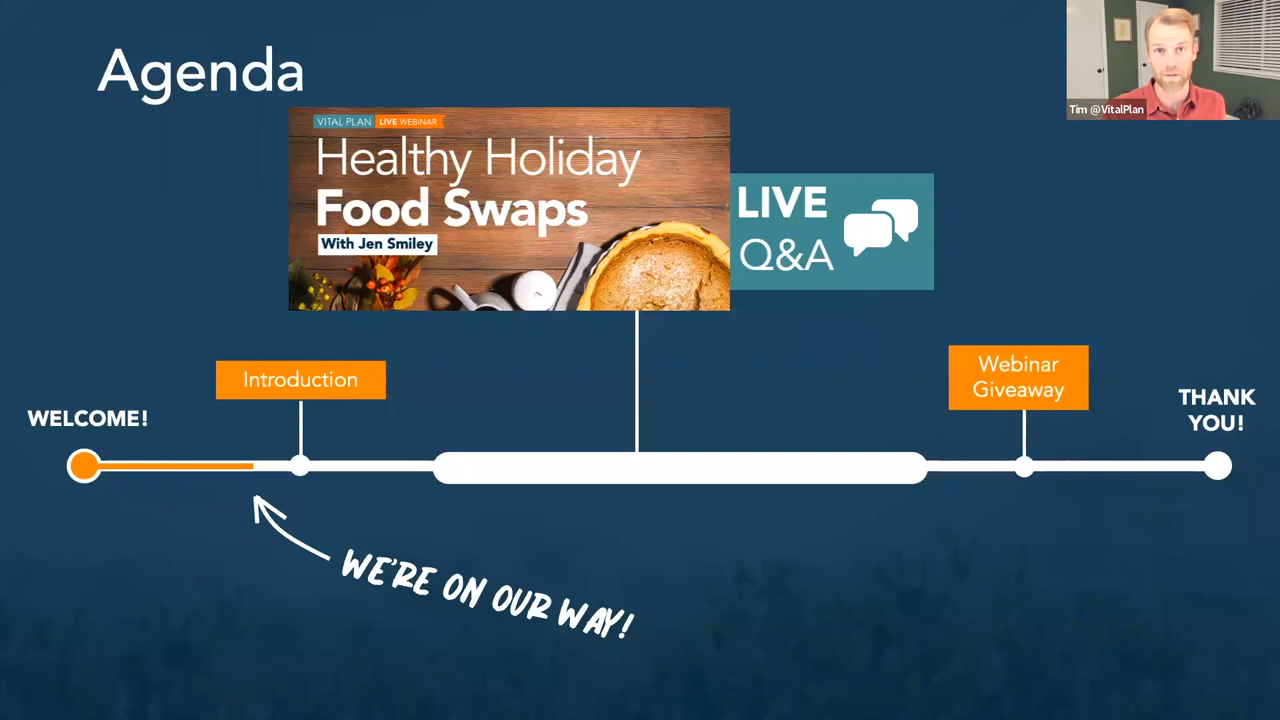 Agenda
Tim @VitalPlan
VITAL PLAN LIVE WEBINAR
Healthy Holiday
Food Swaps
With Jen Smiley
LIVE
Q&A
Introduction
Webinar
Giveaway
WELCOME!
THANK
YOU!
WE'RE ON OUR WAY!